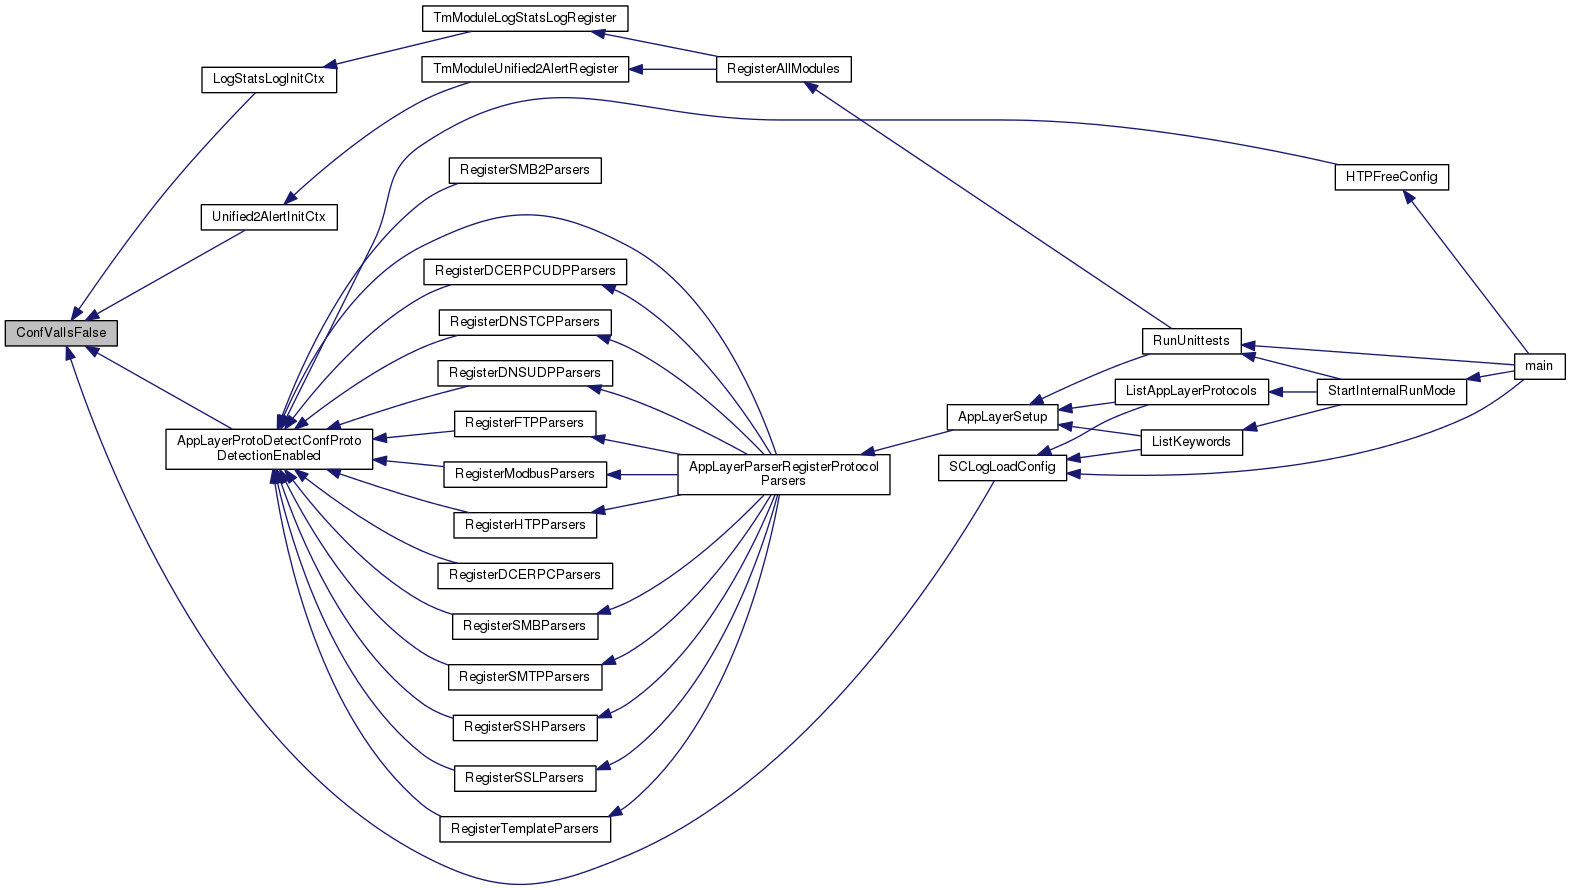 TmModuleLogStatsLogRegister
TmModuleUnified2AlertRegister
RegisterAllModules
LogStatsLogInitCtx
RegisterSMB2Parsers
HTPFreeConfig
Unified2AlertInitCtx
RegisterDCERPCUDPParsers
RegisterDNSTCPParsers
ConfValIsFalse
RunUnittests
main
RegisterDNSUDPParsers
ListAppLayerProtocols
StartInternalRunMode
AppLayerSetup
RegisterFTPParsers
ListKeywords
AppLayerProtoDetectConfProto
DetectionEnabled
RegisterModbusParsers
AppLayerParserRegisterProtocol
Parsers
SCLogLoadConfig
RegisterHTPParsers
RegisterDCERPCParsers
RegisterSMBParsers
RegisterSMTPParsers
RegisterSSHParsers
RegisterSSLParsers
RegisterTemplateParsers